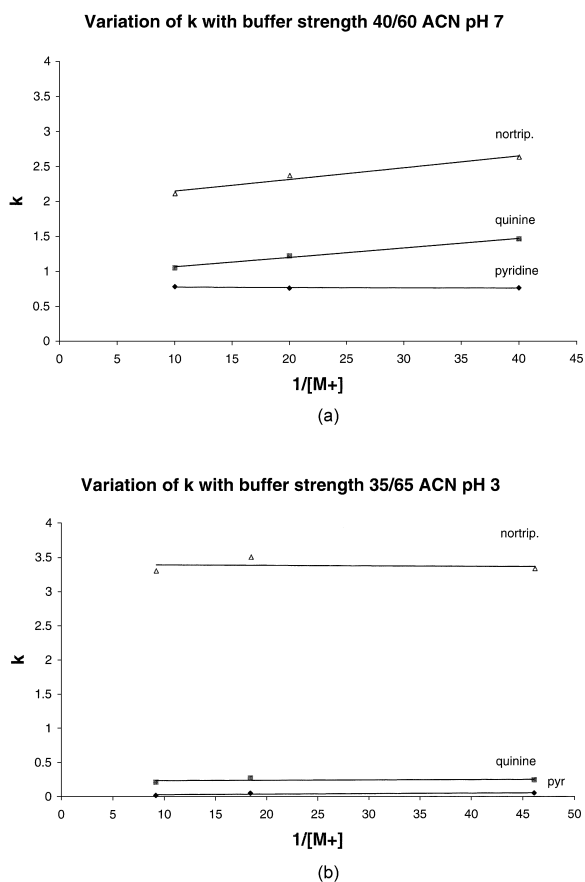 Variation of k with buffer strength 40/60 ACN pH 7
4
3.5
3
2.5
2
1.5
1
0.5
0
k
nortrip.
quinine
pyridine
0 5 10 15 20 25 30 35 40 45
1/[M+]
(a)
Variation of k with buffer strength 35/65 ACN pH 3
4
3.5
3
2.5
2
1.5
1
0.5
0
k
nortrip.
quinine
pyr
0 5 10 15 20 25 30 35 40 45 50
1/[M+]
(b)